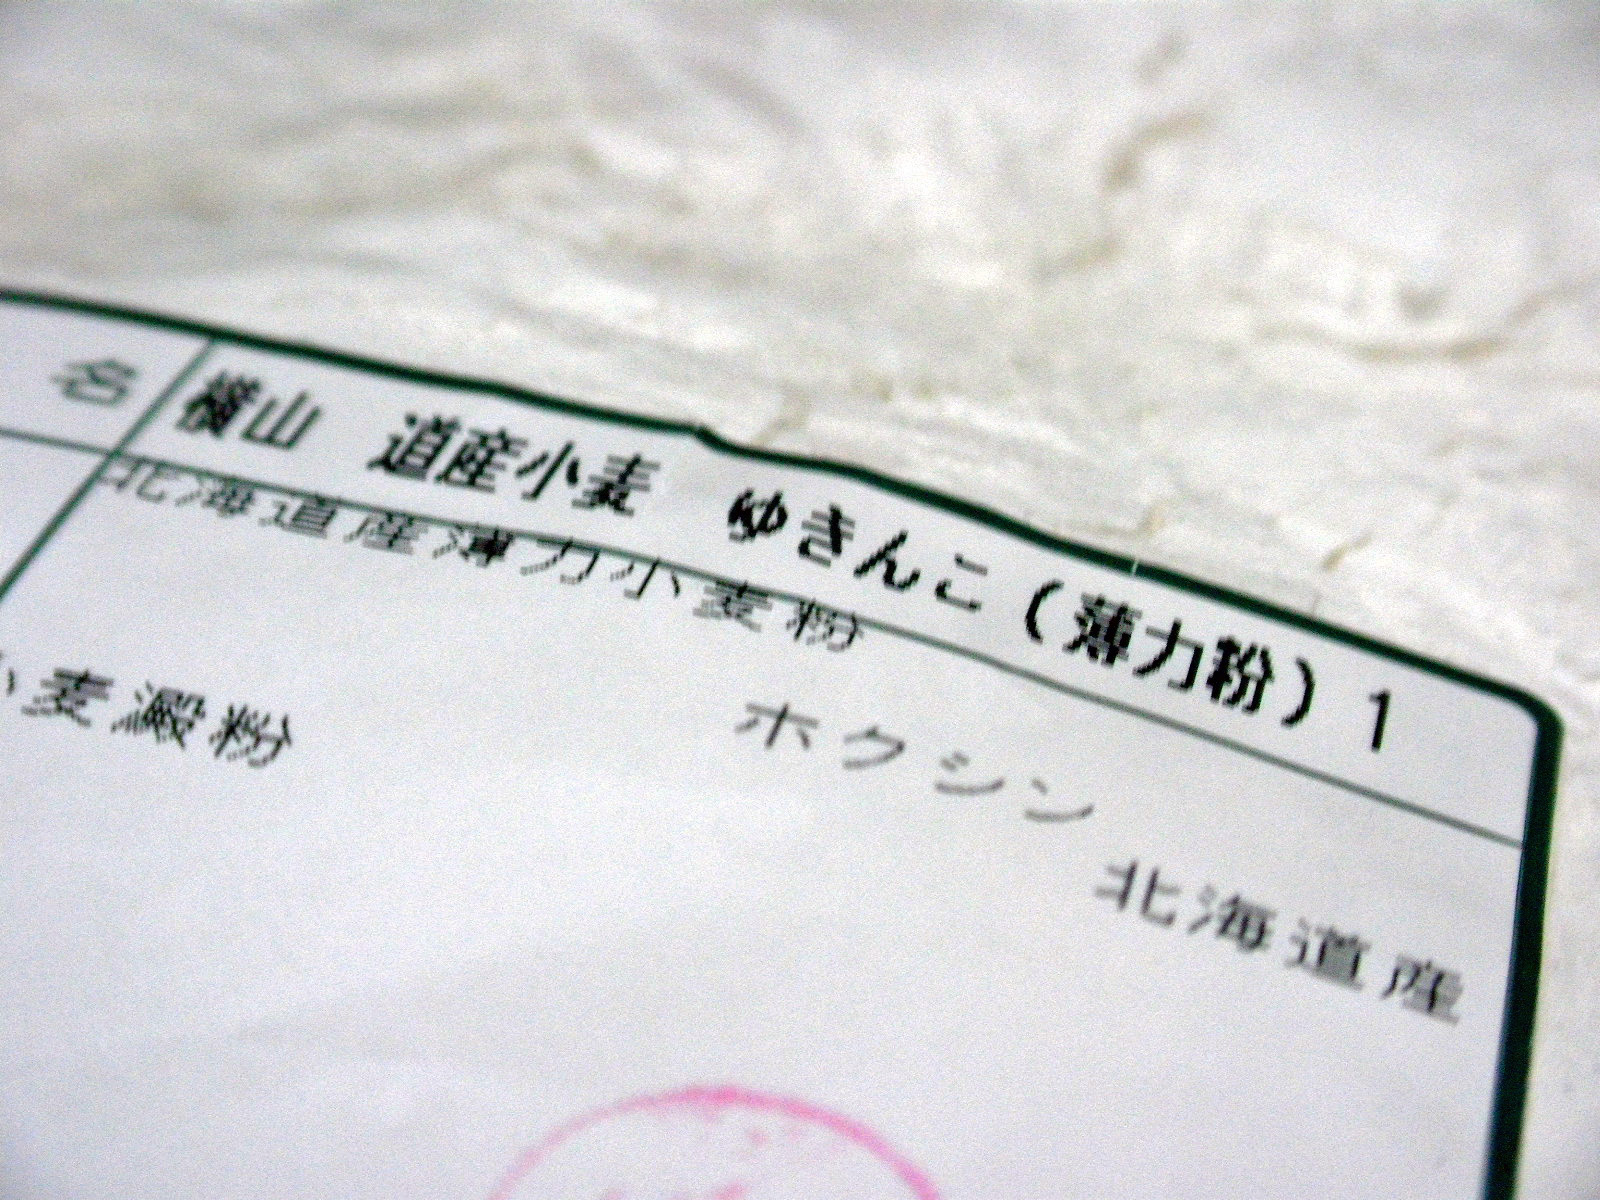 名 横山 道産小麦 ゆきんこ(薄力粉)1
北海道産薄力小麦粉
小麦澱粉 ホクシン 北海道産